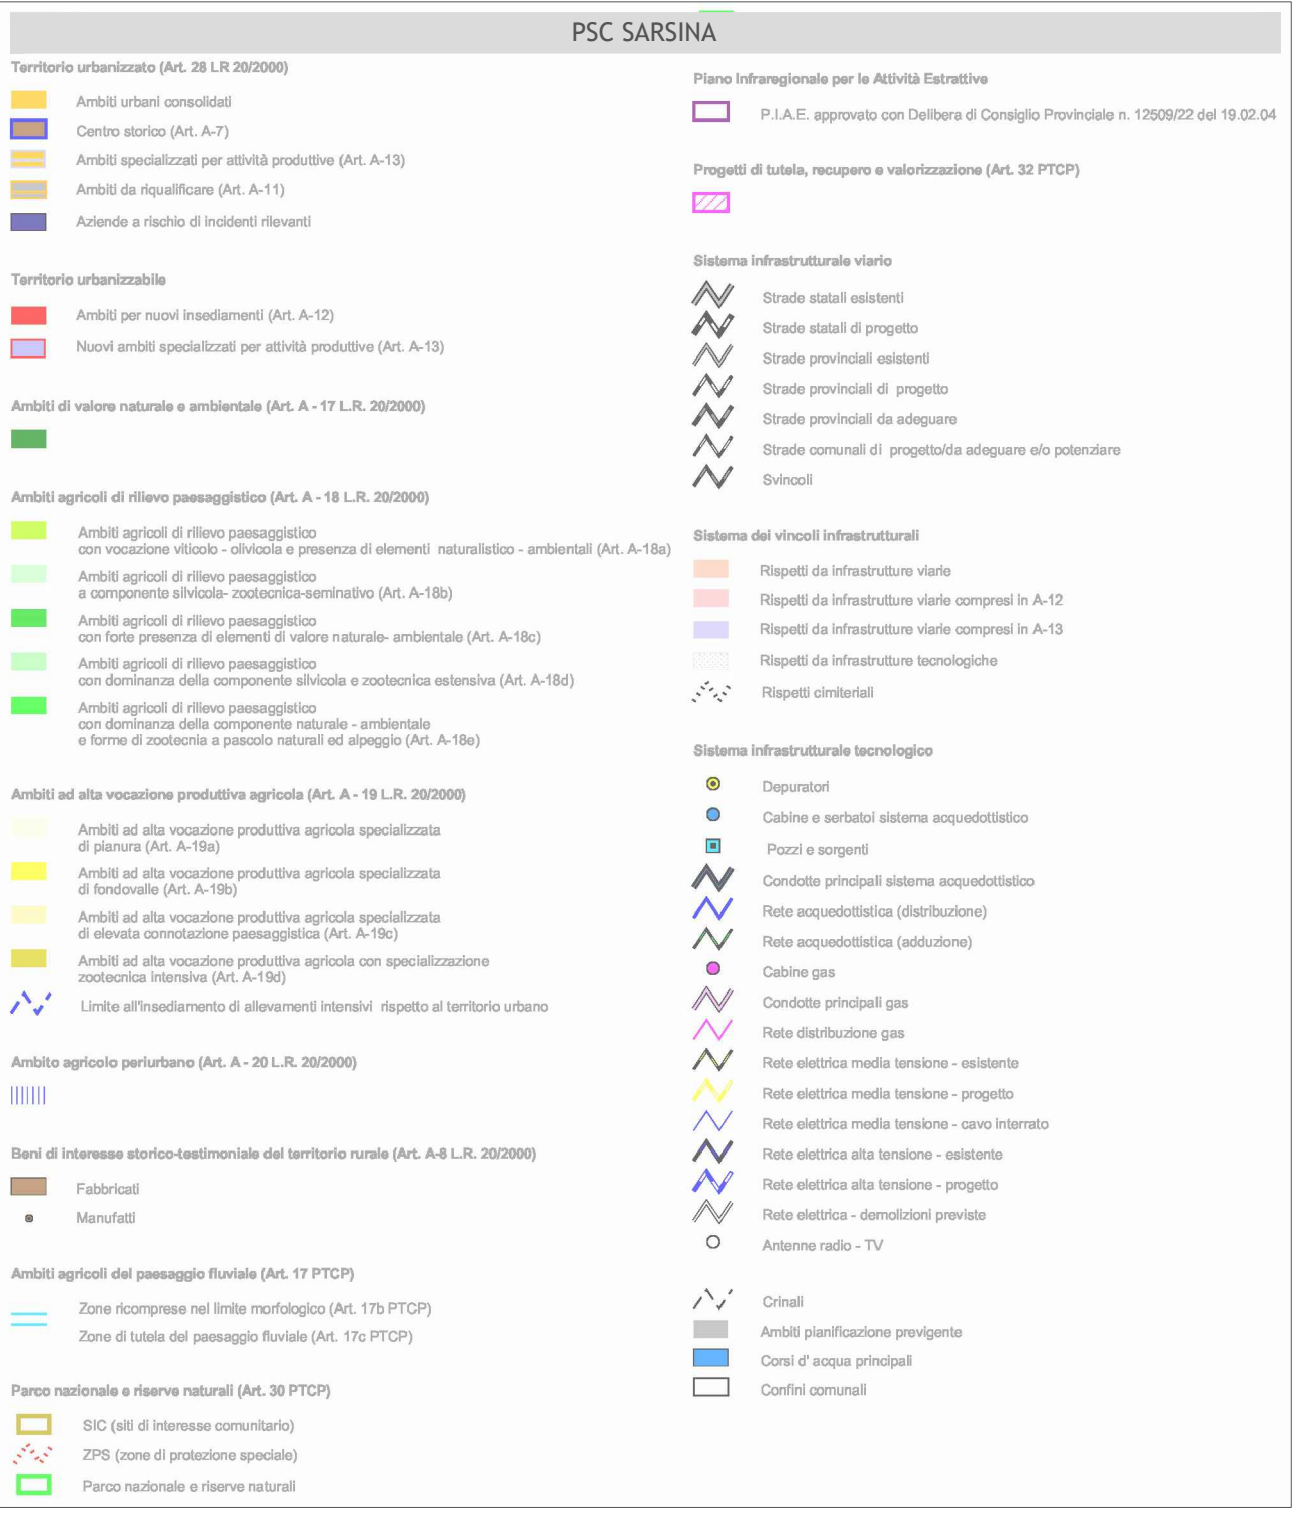 PSC SARSINA
Territorio urbanizzato (Art. 28 LR 20/2000)
Ambiti urbani consolidati
Centro storico (Art. A-7)
Ambiti specializzati per attività produttive (Art. A-13)
Ambiti da riqualificare (Art. A-11)
Aziende a rischio di incidenti rilevanti
Territorio urbanizzabile
Ambiti per nuovi insediamenti (Art. A-12)
Nuovi ambiti specializzati per attività produttive (Art. A-13)
Ambiti di valore naturale e ambientale (Art. A - 17 L.R. 20/2000)
Ambiti agricoli di rilievo paesaggistico (Art. A - 18 L.R. 20/2000)
Ambiti agricoli di rilievo paesaggistico
con vocazione viticolo - olivicola e presenza di elementi naturalistico - ambientali (Art. A-18a)
Ambiti agricoli di rilievo paesaggistico
a componente silvicola- zootecnica-seminativo (Art. A-18b)
Ambiti agricoli di rilievo paesaggistico
con forte presenza di elementi di valore naturale- ambientale (Art. A-18c)
Ambiti agricoli di rilievo paesaggistico
con dominanza della componente silvicola e zootecnica estensiva (Art. A-18d)
Ambiti agricoli di rilievo paesaggistico
con dominanza della componente naturale - ambientale
e forme di zootecnia a pascolo naturali ed alpeggio (Art. A-18e)
Ambiti ad alta vocazione produttiva agricola (Art. A - 19 L.R. 20/2000)
Ambiti ad alta vocazione produttiva agricola specializzata
di pianura (Art. A-19a)
Ambiti ad alta vocazione produttiva agricola specializzata
di fondovalle (Art. A-19b)
Ambiti ad alta vocazione produttiva agricola specializzata
di elevata connotazione paesaggistica (Art. A-19c)
Ambiti ad alta vocazione produttiva agricola con specializzazione
zootecnica intensiva (Art. A-19d)
Limite all'insediamento di allevamenti intensivi rispetto al territorio urbano
Ambito agricolo periurbano (Art. A - 20 L.R. 20/2000)
Beni di interesse storico-testimoniale del territorio rurale (Art. A-8 L.R. 20/2000)
Fabbricati
Manufatti
Ambiti agricoli del paesaggio fluviale (Art. 17 PTCP)
Zone ricomprese nel limite morfologico (Art. 17b PTCP)
Zone di tutela del paesaggio fluviale (Art. 17c PTCP)
Parco nazionale e riserve naturali (Art. 30 PTCP)
SIC (siti di interesse comunitario)
ZPS (zone di protezione speciale)
Parco nazionale e riserve naturali
Piano Infraregionale per le Attività Estrattive
P.I.A.E. approvato con Delibera di Consiglio Provinciale n. 12509/22 del 19.02.04
Progetti di tutela, recupero e valorizzazione (Art. 32 PTCP)
Sistema infrastrutturale viario
Strade statali esistenti
Strade statali di progetto
Strade provinciali esistenti
Strade provinciali di progetto
Strade provinciali da adeguare
Strade comunali di progetto/da adeguare e/o potenziare
Svincoli
Sistema dei vincoli infrastrutturali
Rispetti da infrastrutture viarie
Rispetti da infrastrutture viarie compresi in A-12
Rispetti da infrastrutture viarie compresi in A-13
Rispetti da infrastrutture tecnologiche
Rispetti cimiteriali
Sistema infrastrutturale tecnologico
Depuratori
Cabine e serbatoi sistema acquedottistico
Pozzi e sorgenti
Condotte principali sistema acquedottistico
Rete acquedottistica (distribuzione)
Rete acquedottistica (adduzione)
Cabine gas
Condotte principali gas
Rete distribuzione gas
Rete elettrica media tensione - esistente
Rete elettrica media tensione - progetto
Rete elettrica media tensione - cavo interrato
Rete elettrica alta tensione - esistente
Rete elettrica alta tensione - progetto
Rete elettrica - demolizioni previste
Antenne radio - TV
Crinali
Ambiti pianificazione previgente
Corsi d' acqua principali
Confini comunali